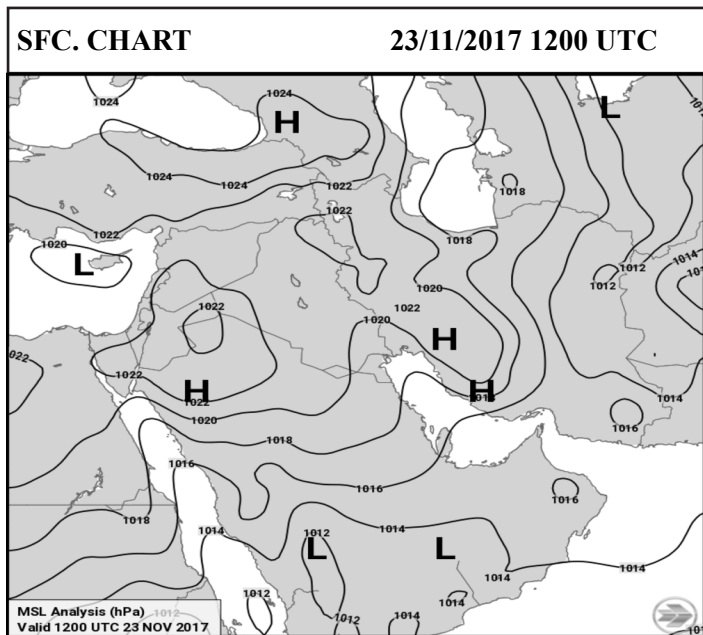 SFC. CHART 23/11/2017 1200 UTC
1024 1024 1012
H L
1024 1024 1022 1018
1022
1022 1018
1020 1012 1012 1014
L
1020
1022 1022 1020
H
1022 1022
H H
1022 1014
1020
1016
1018
1016 1016
1016
1018 1014 1014
1012
L L
1014 1014
1012 1014
1012 1012 1014
MSL Analysis (hPa)
Valid 1200 UTC 23 NOV 2017